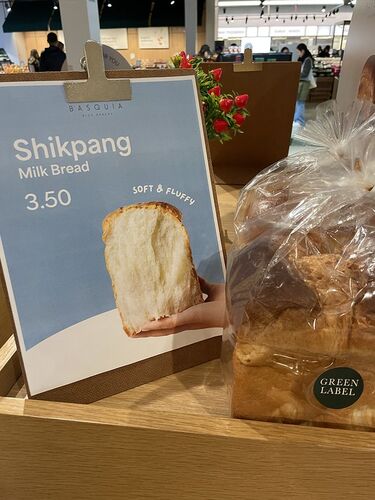 BASQUIA
Shikpang
Milk Bread
3.50
SOFT & FLUFFY
GREEN
LABEL